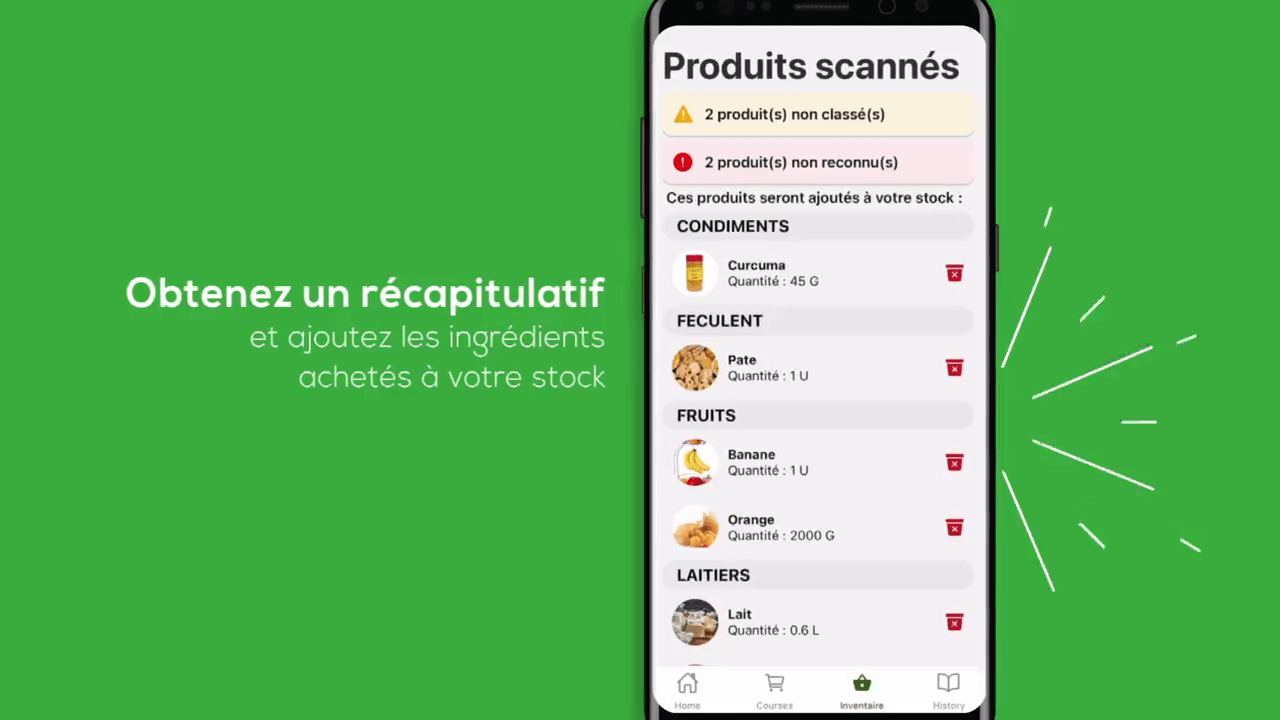 Obtenez un récapitulatif
et ajoutez les ingrédients
achetés à votre stock
Produits scannés
2 produit(s) non classé(s)
2 produit(s) non reconnu(s)
Ces produits seront ajoutés à votre stock :
CONDIMENTS
Curcuma
Quantité : 45 G
FECULENT
Pate
Quantité : 1 U
FRUITS
Banane
Quantité : 1 U
Orange
Quantité : 2000 G
LAITIERS
Lait
Quantité : 0.6 L
Home
Courses
Inventaire
History